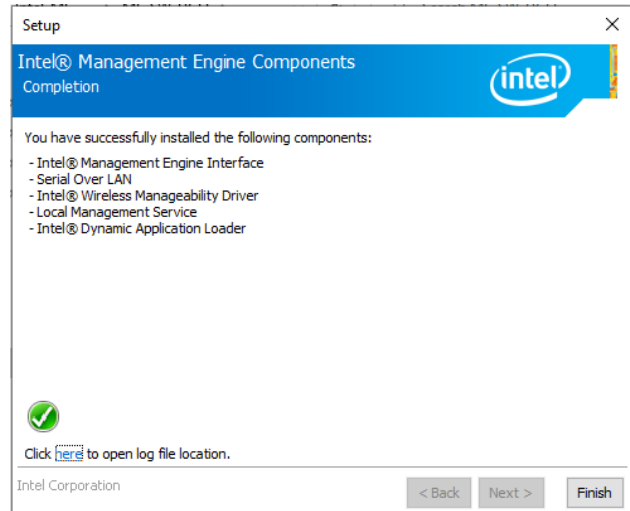 Setup
Intel® Management Engine Components
Completion
intel
You have successfully installed the following components:
- Intel® Management Engine Interface
- Serial Over LAN
- Intel® Wireless Manageability Driver
- Local Management Service
- Intel® Dynamic Application Loader
Click here to open log file location.
Intel Corporation
< Back
Next >
Finish